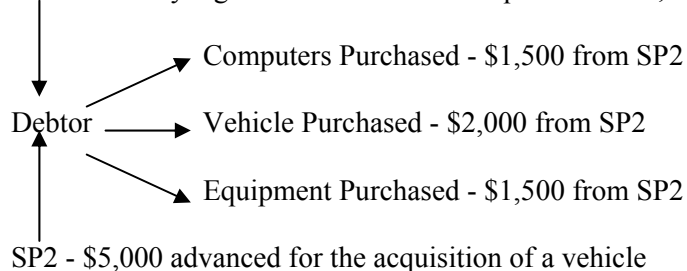 Computers Purchased - $1,500 from SP2
Debtor Vehicle Purchased - $2,000 from SP2
Equipment Purchased - $1,500 from SP2
SP2 - $5,000 advanced for the acquisition of a vehicle